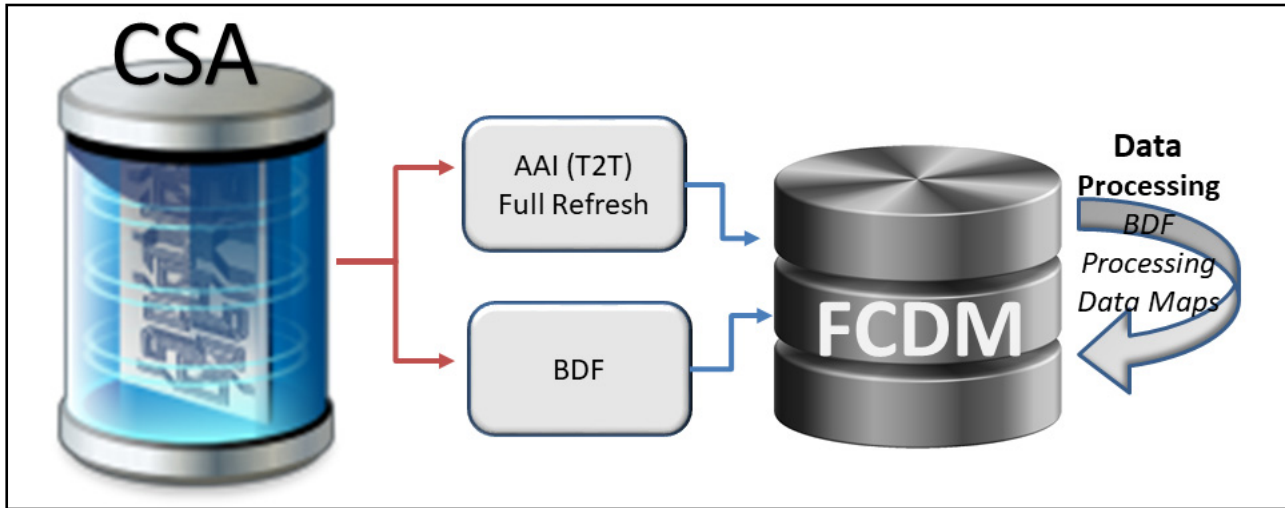 CSA
AAI (T2T)
Full Refresh
BDF
FCDM
Data
Processing
BDF
Processing
Data Maps